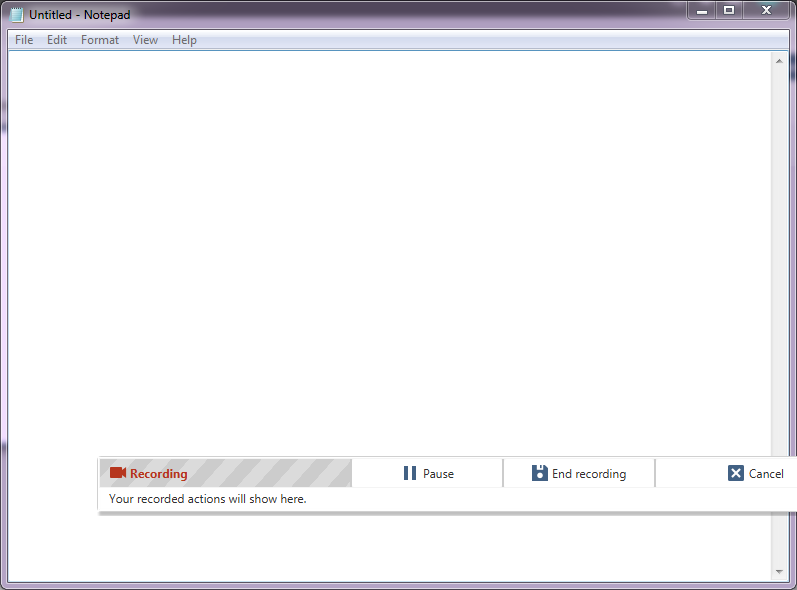 Untitled - Notepad
File Edit Format View Help
Recording Pause End recording Cancel
Your recorded actions will show here.